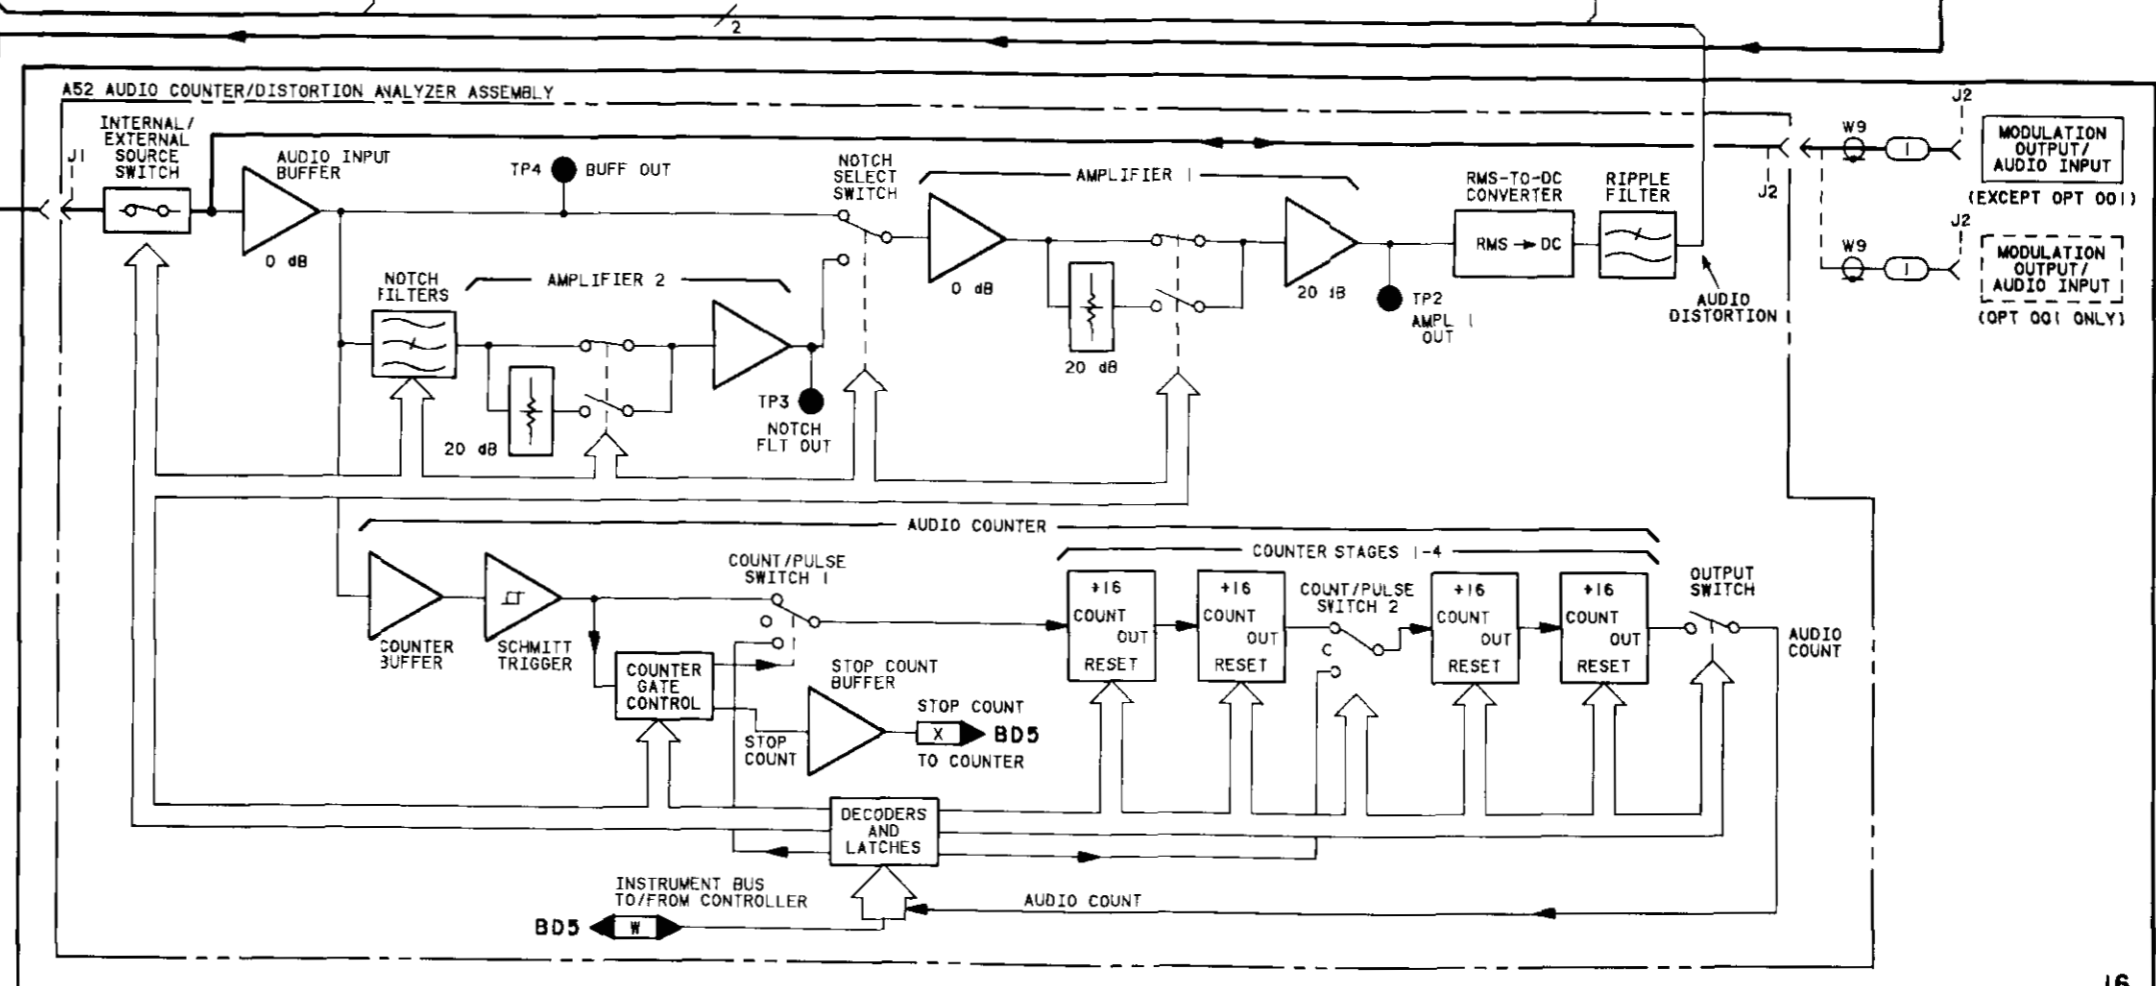 2
A52 AUDIO COUNTER/DISTORTION ANALYZER ASSEMBLY
J1
INTERNAL/
EXTERNAL
SOURCE
SWITCH
AUDIO INPUT
BUFFER
0 dB
TP4
BUFF OUT
NOTCH
SELECT
SWITCH
AMPLIFIER 1
0 dB
20 dB
20 dB
TP2
AMPL 1
OUT
RMS-TO-DC
CONVERTER
RMS → DC
RIPPLE
FILTER
AUDIO
DISTORTION
J2
W9
1
J2
MODULATION
OUTPUT/
AUDIO INPUT
(EXCEPT OPT 001)
W9
1
J2
MODULATION
OUTPUT/
AUDIO INPUT
(OPT 001 ONLY)
NOTCH
FILTERS
AMPLIFIER 2
20 dB
TP3
NOTCH
FLT OUT
AUDIO COUNTER
COUNTER
BUFFER
SCHMITT
TRIGGER
COUNT/PULSE
SWITCH 1
COUNTER
GATE
CONTROL
STOP
COUNT
STOP COUNT
BUFFER
STOP COUNT
X
BD5
TO COUNTER
COUNTER STAGES 1-4
÷16
COUNT
OUT
RESET
÷16
COUNT
OUT
RESET
COUNT/PULSE
SWITCH 2
÷16
COUNT
OUT
RESET
÷16
COUNT
OUT
RESET
OUTPUT
SWITCH
AUDIO
COUNT
DECODERS
AND
LATCHES
INSTRUMENT BUS
TO/FROM CONTROLLER
BD5
W
AUDIO COUNT